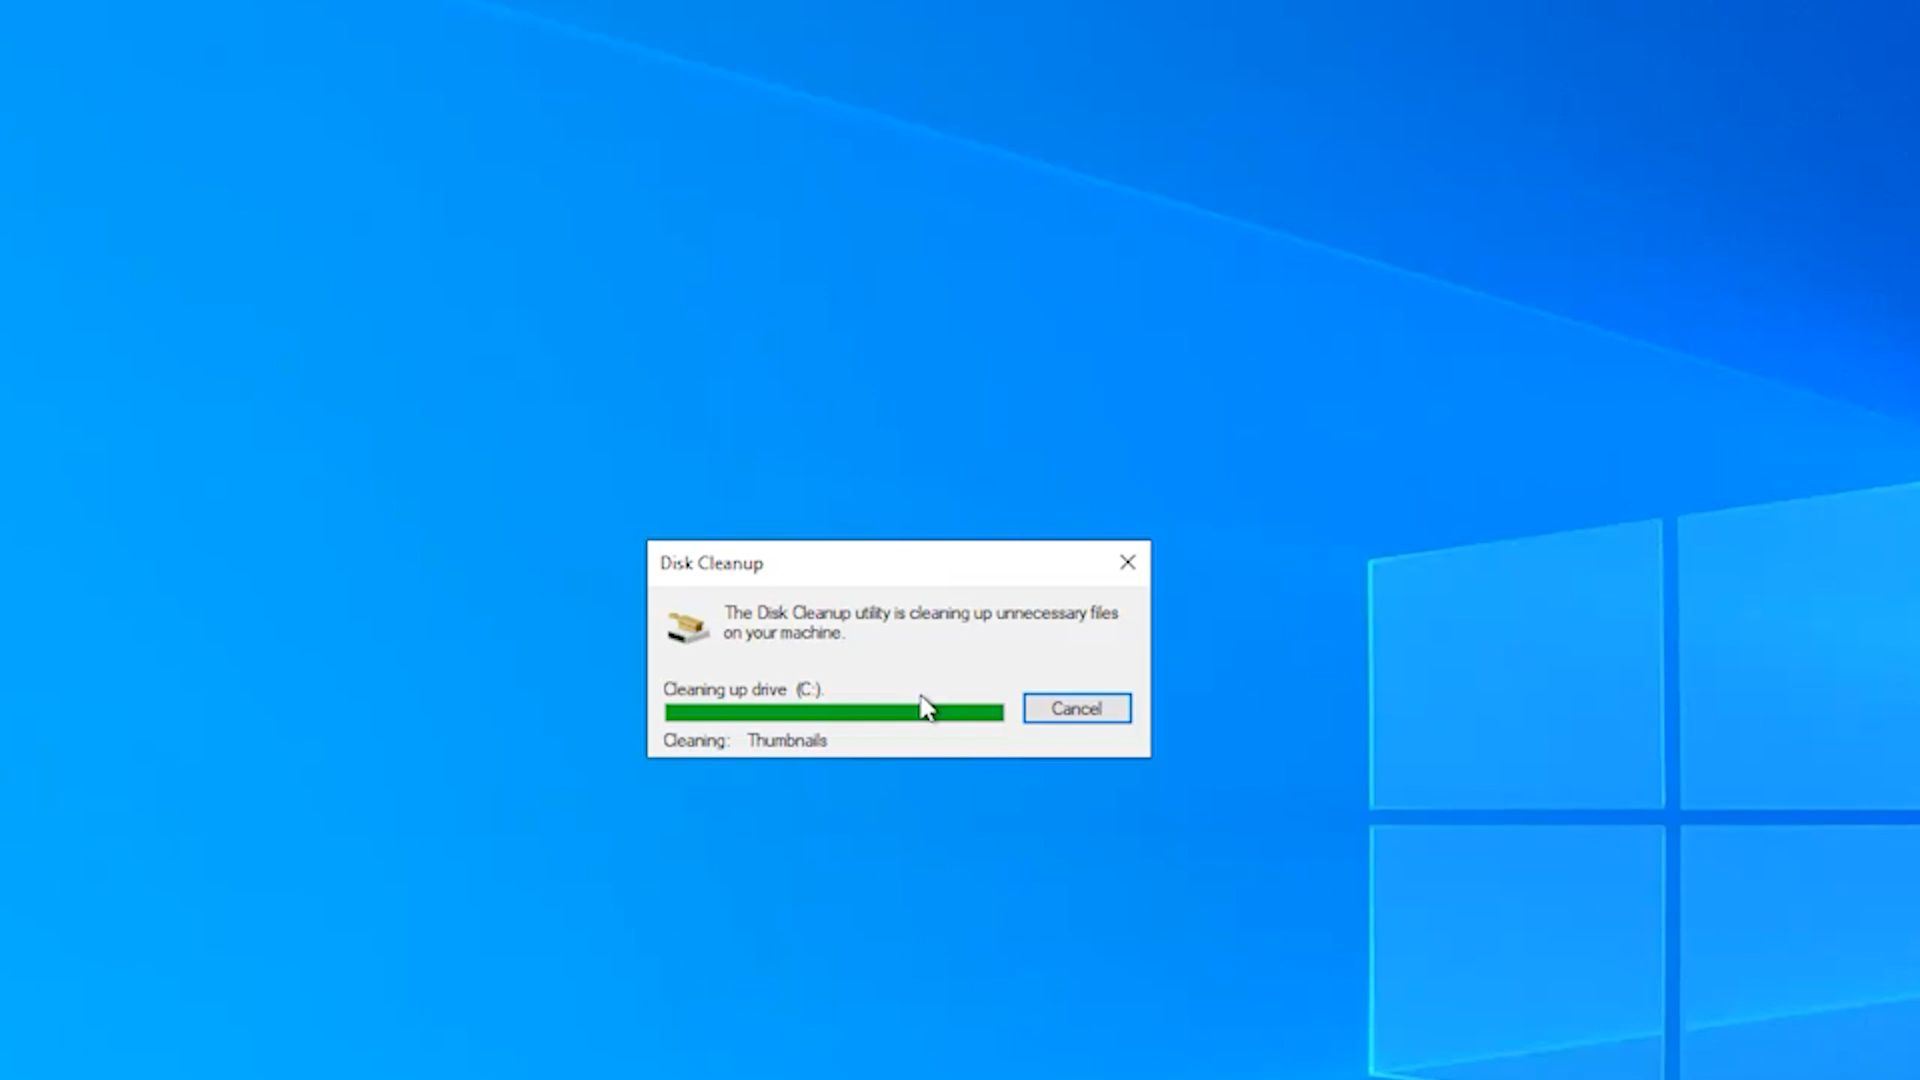 Disk Cleanup
The Disk Cleanup utility is cleaning up unnecessary files
on your machine.
Cleaning up drive (C:).
Cancel
Cleaning: Thumbnails